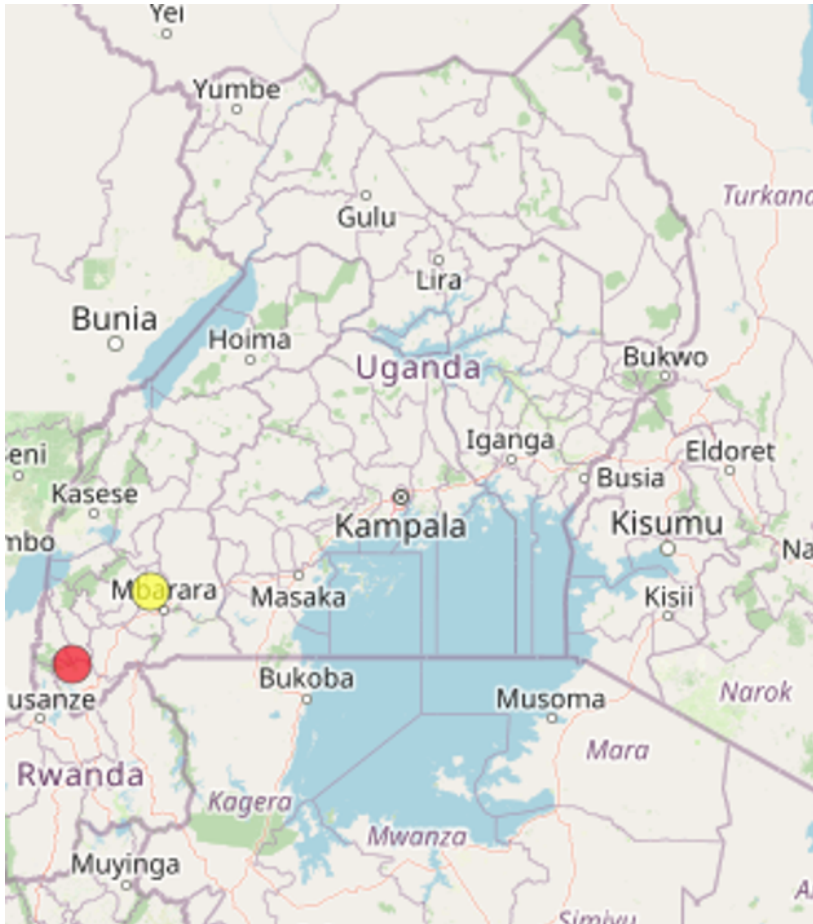 Yei
Yumbe
Turkana
Gulu
Lira
Bunia
Hoima
Uganda
Bukwo
Iganga
Eldoret
eni
Busia
Kasese
Kampala
Kisumu
mbo
Na
Mbarara
Masaka
Kisii
Bukoba
Narok
usanze
Musoma
Mara
Rwanda
Kagera
Mwanza
Muyinga
Simiyu